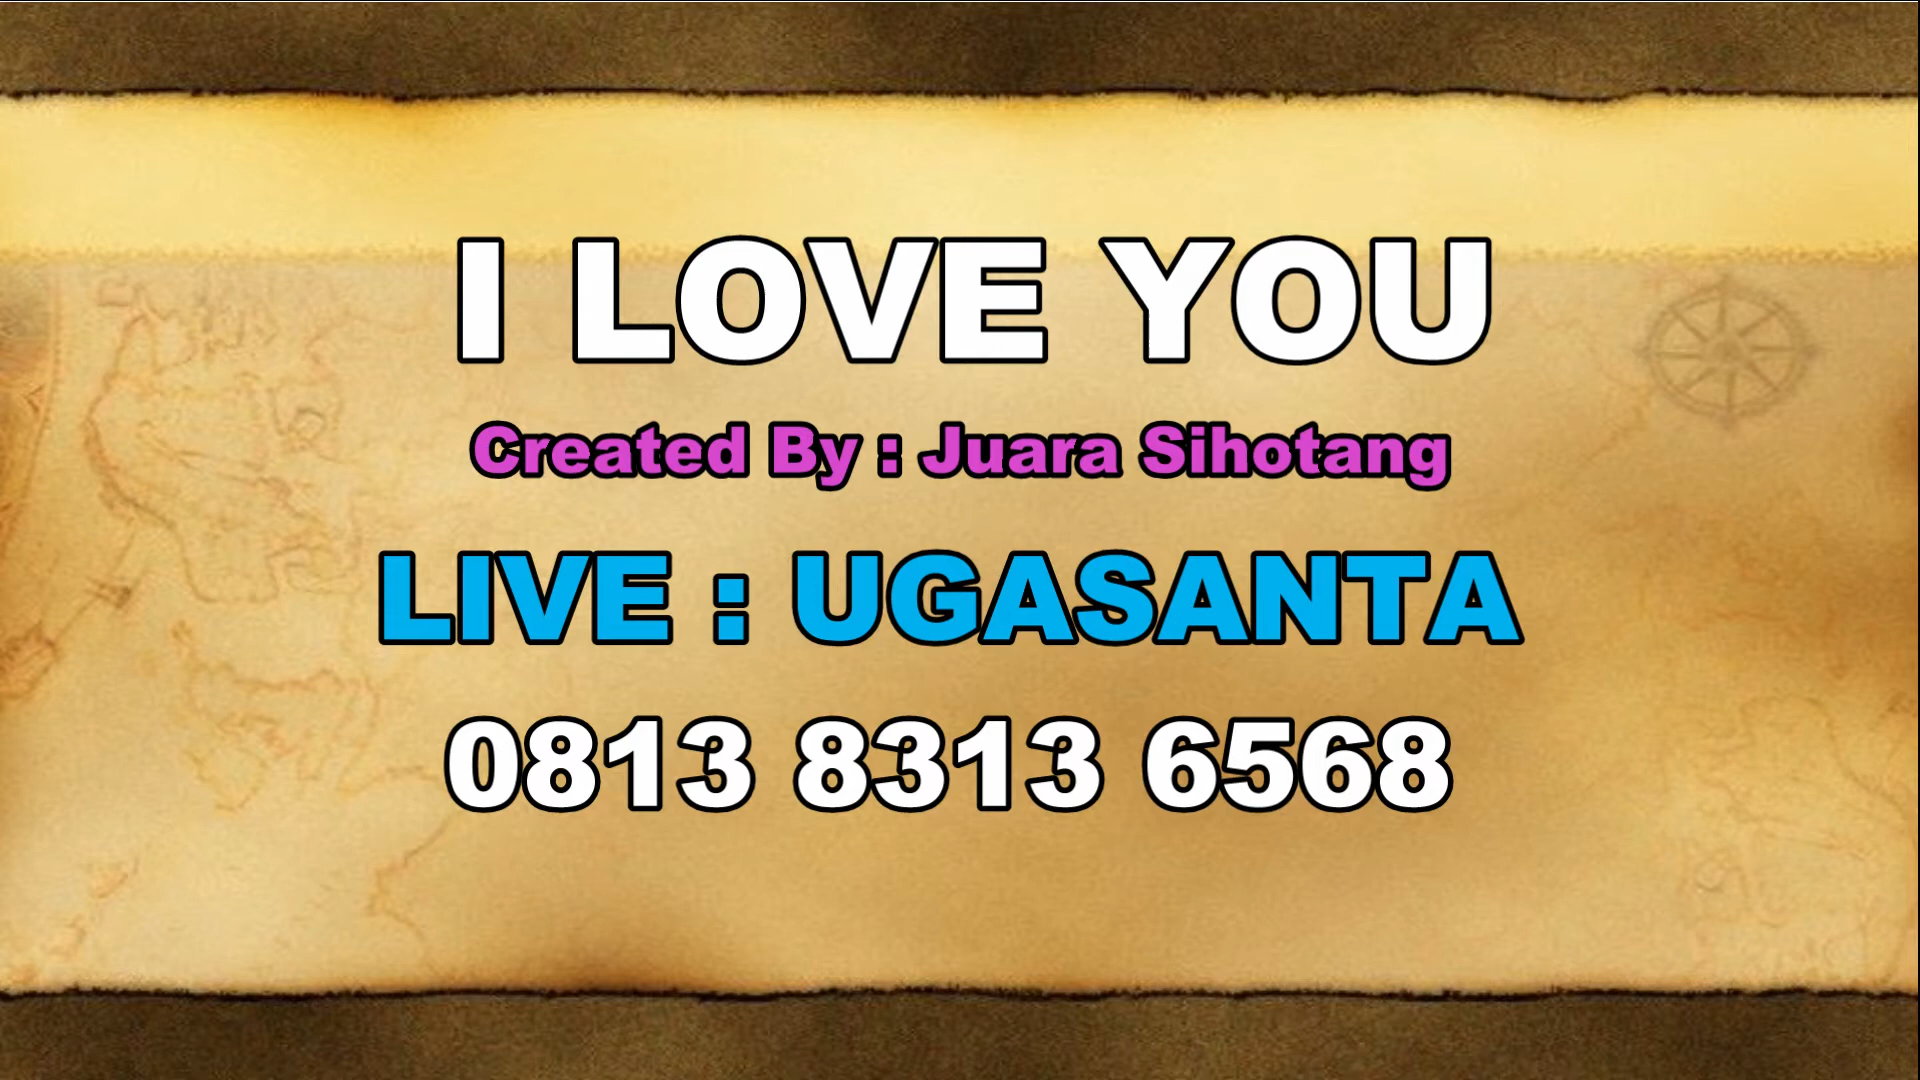 I LOVE YOU
Created By : Juara Sihotang
LIVE : UGASANTA
0813 8313 6568